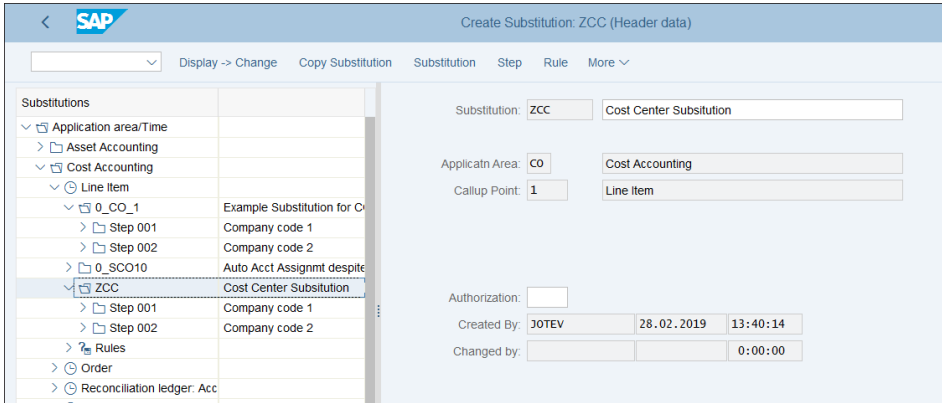 SAP
Create Substitution: ZCC (Header data)
Display -> Change Copy Substitution Substitution Step Rule More
Substitutions
Application area/Time
Asset Accounting
Cost Accounting
Line Item
0_CO_1 Example Substitution for
Step 001 Company code 1
Step 002 Company code 2
0_SCO10 Auto Acct Assignmt despite
ZCC Cost Center Subsitution
Step 001 Company code 1
Step 002 Company code 2
Rules
Order
Reconciliation ledger: Acc
Substitution: ZCC Cost Center Subsitution
Applicatn Area: CO Cost Accounting
Callup Point: 1 Line Item
Authorization:
Created By: JOTEV 28.02.2019 13:40:14
Changed by: 0:00:00